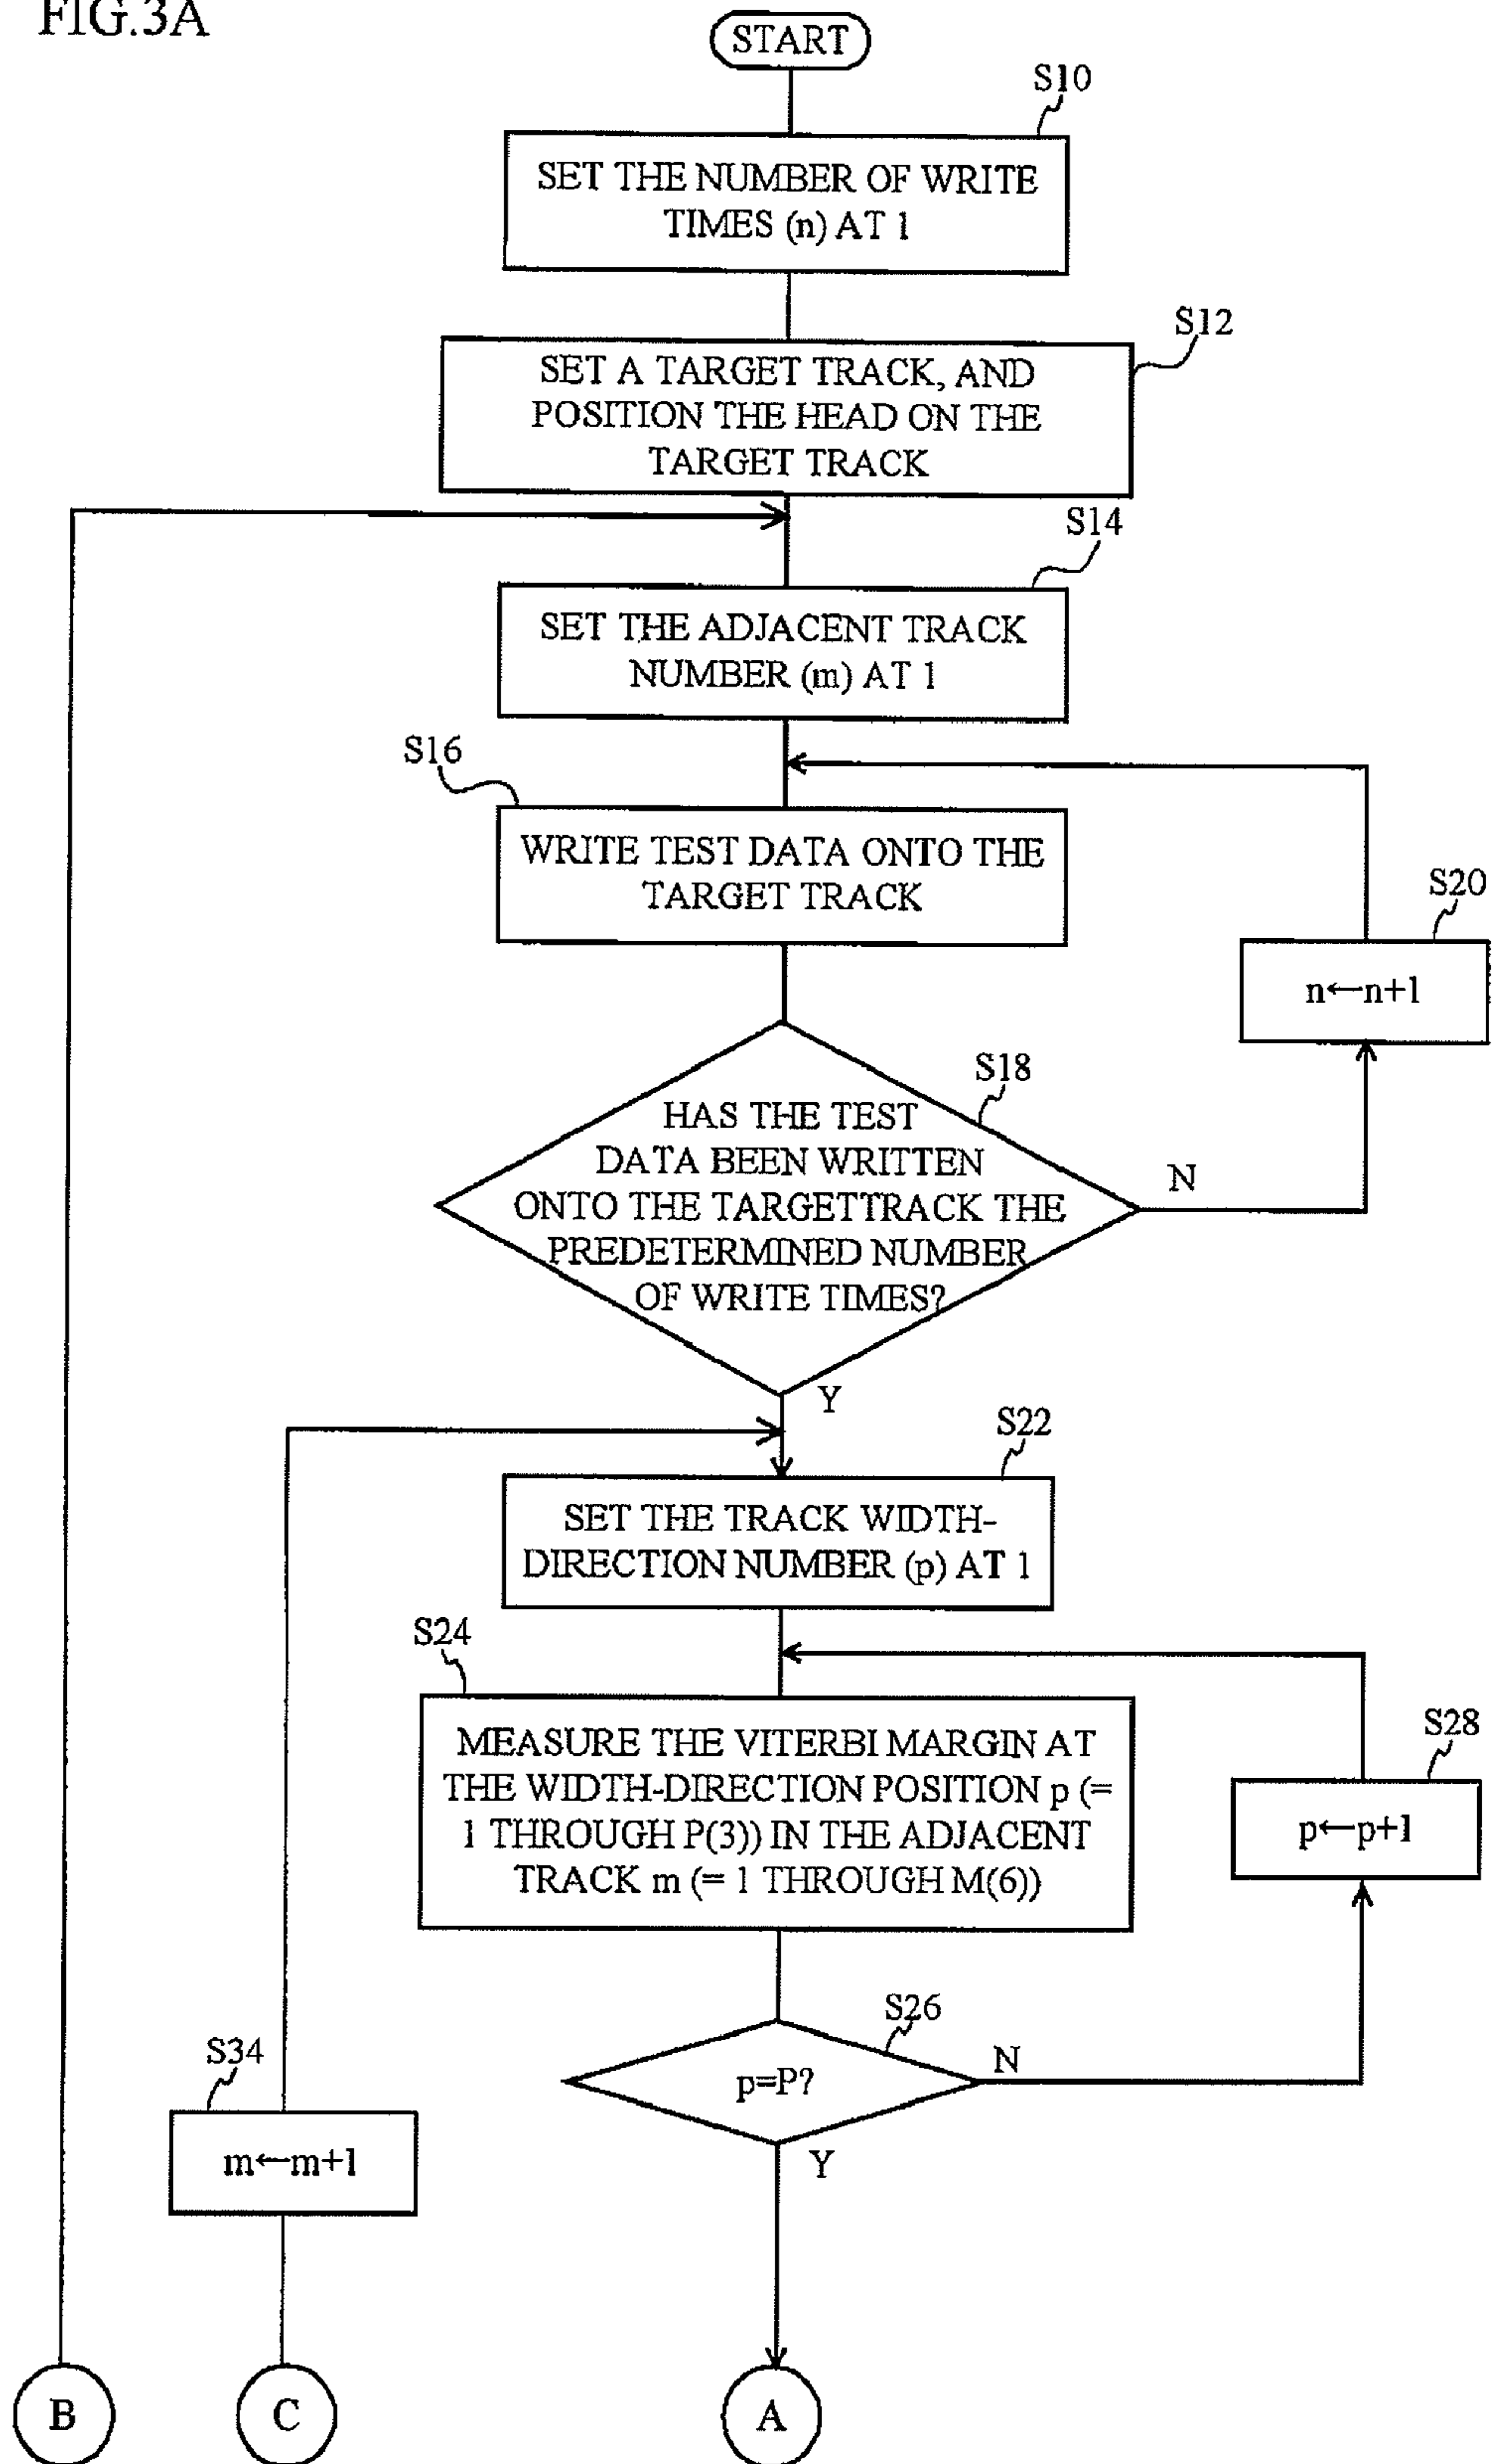 FIG.3A
START
S10
SET THE NUMBER OF WRITE
TIMES (n) AT 1
S12
SET A TARGET TRACK, AND
POSITION THE HEAD ON THE
TARGET TRACK
S14
SET THE ADJACENT TRACK
NUMBER (m) AT 1
S16
WRITE TEST DATA ONTO THE
TARGET TRACK
S20
n←n+1
S18
HAS THE TEST
DATA BEEN WRITTEN
ONTO THE TARGETTRACK THE
PREDETERMINED NUMBER
OF WRITE TIMES?
N
Y
S22
SET THE TRACK WIDTH-
DIRECTION NUMBER (p) AT 1
S24
MEASURE THE VITERBI MARGIN AT
THE WIDTH-DIRECTION POSITION p (=
1 THROUGH P(3)) IN THE ADJACENT
TRACK m (= 1 THROUGH M(6))
S28
p←p+1
S26
p=P?
N
Y
S34
m←m+1
B
C
A